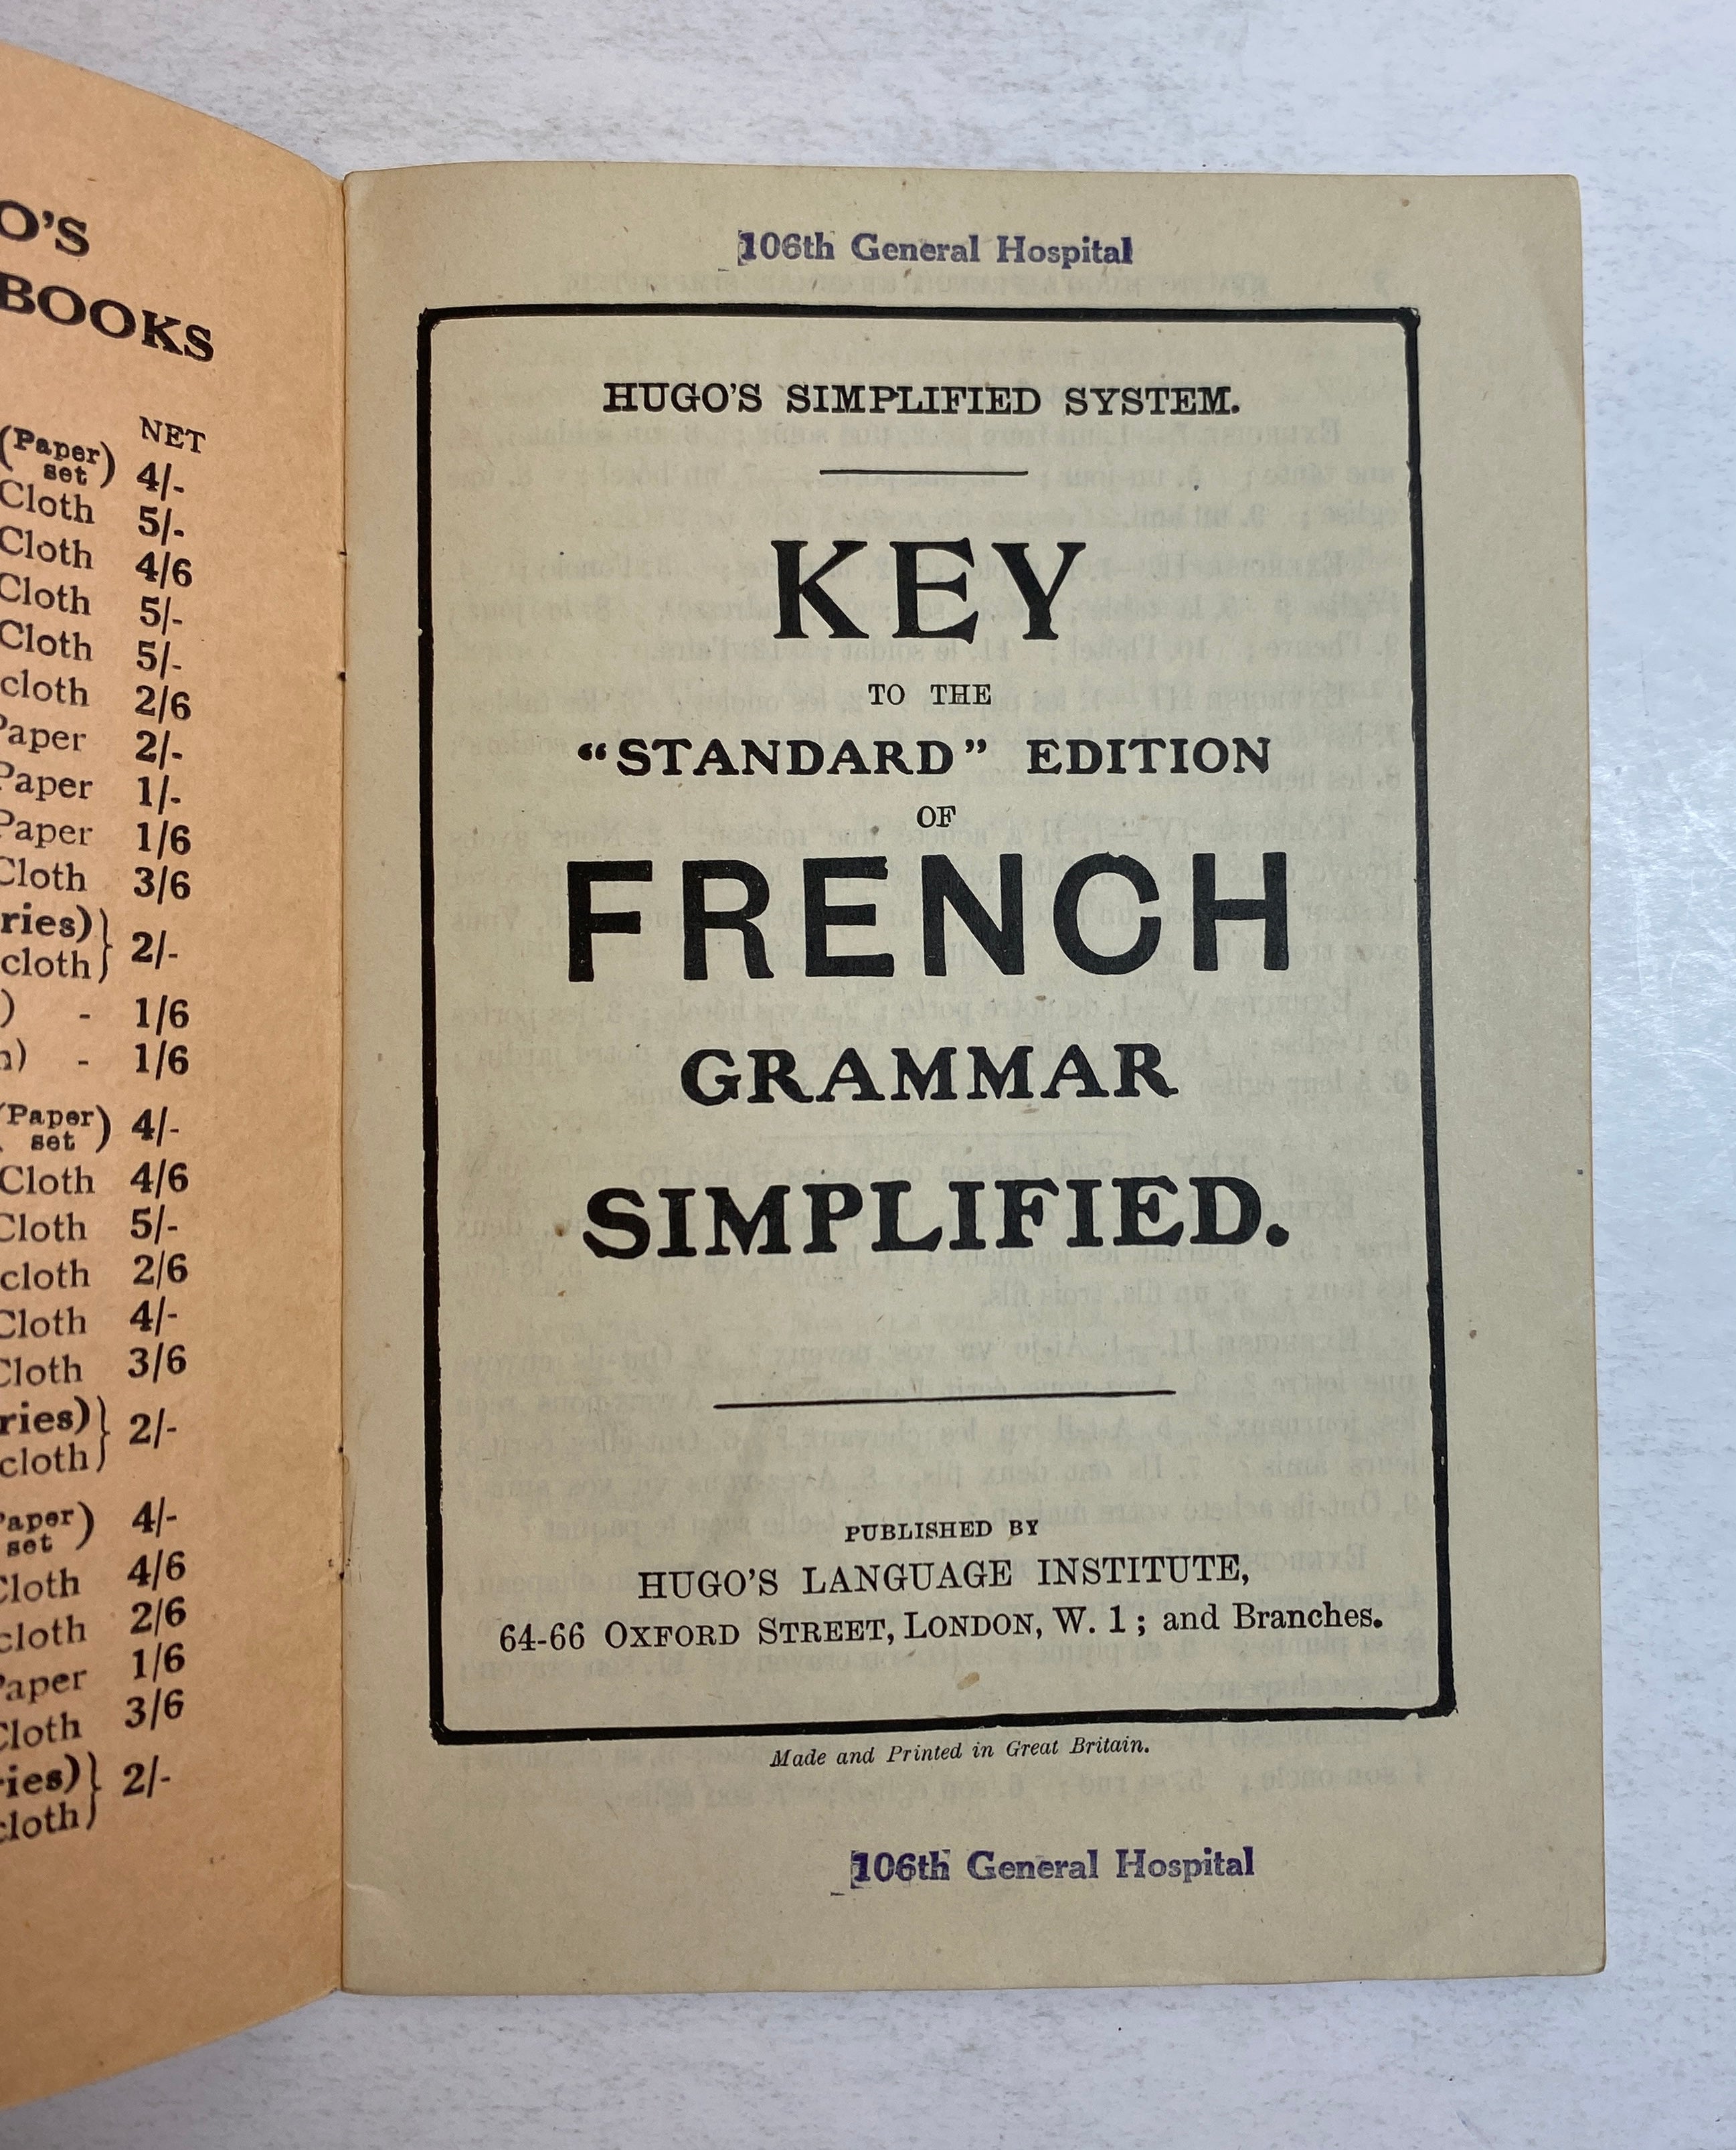 O'S
BOOKS
NET
(Paper set) 4/-
Cloth 5/-
Cloth 4/6
Cloth 5/-
Cloth 5/-
cloth 2/6
Paper 2/-
Paper 1/-
Paper 1/6
Cloth 3/6
ries)
cloth} 2/-
) - 1/6
) - 1/6
(Paper set) 4/-
Cloth 4/6
Cloth 5/-
cloth 2/6
Cloth 4/-
Cloth 3/6
ries)
cloth} 2/-
Paper set) 4/-
Cloth 4/6
cloth 2/6
Paper 1/6
Cloth 3/6
ries)
cloth} 2/-
106th General Hospital
HUGO'S SIMPLIFIED SYSTEM.
KEY
TO THE
"STANDARD" EDITION
OF
FRENCH
GRAMMAR
SIMPLIFIED.
PUBLISHED BY
HUGO'S LANGUAGE INSTITUTE,
64-66 OXFORD STREET, LONDON, W. 1; and Branches.
Made and Printed in Great Britain.
106th General Hospital